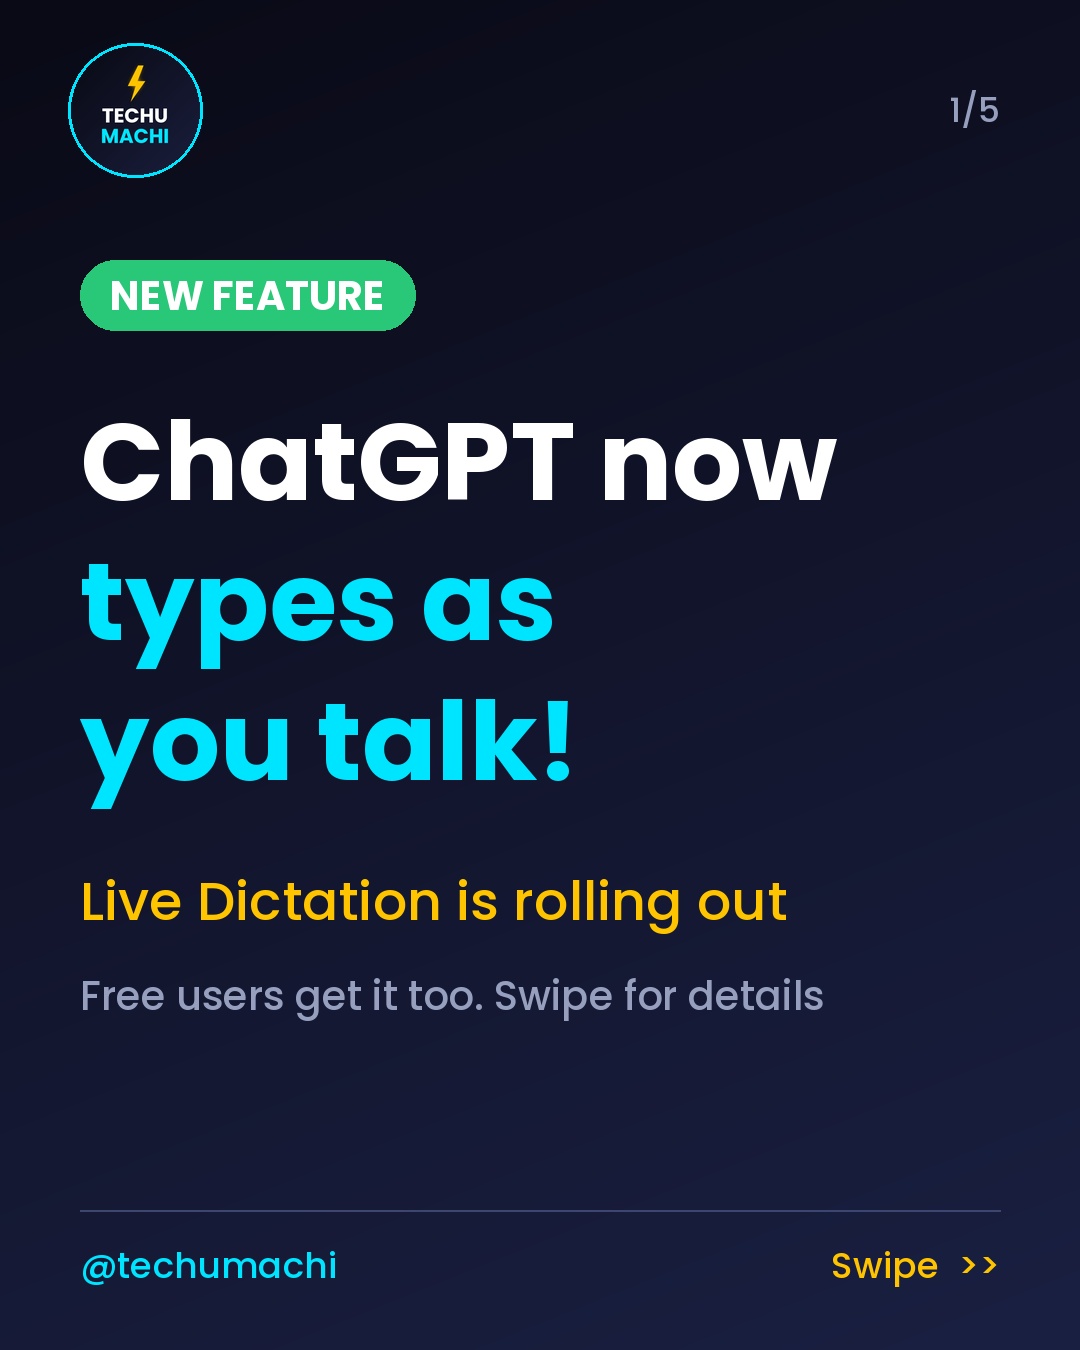 TECHU
MACHI
1/5
NEW FEATURE
ChatGPT now
types as
you talk!
Live Dictation is rolling out
Free users get it too. Swipe for details
@techumachi
Swipe >>